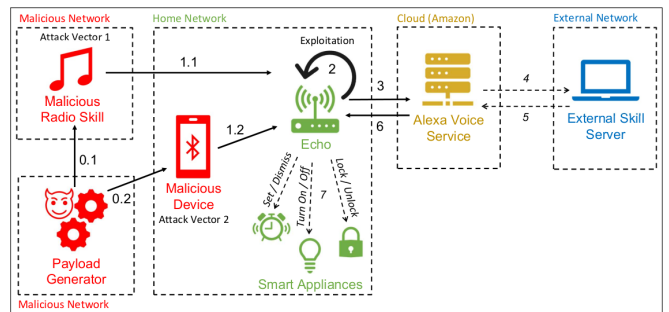 Malicious Network
Home Network
Cloud (Amazon)
External Network
Attack Vector 1
Exploitation
1.1
2
3
4
5
6
Malicious
Radio Skill
Echo
Alexa Voice
Service
External Skill
Server
0.1
1.2
0.2
Malicious
Device
Attack Vector 2
Set / Dismiss
Turn On / Off
7
Lock / Unlock
Payload
Generator
Smart Appliances
Malicious Network